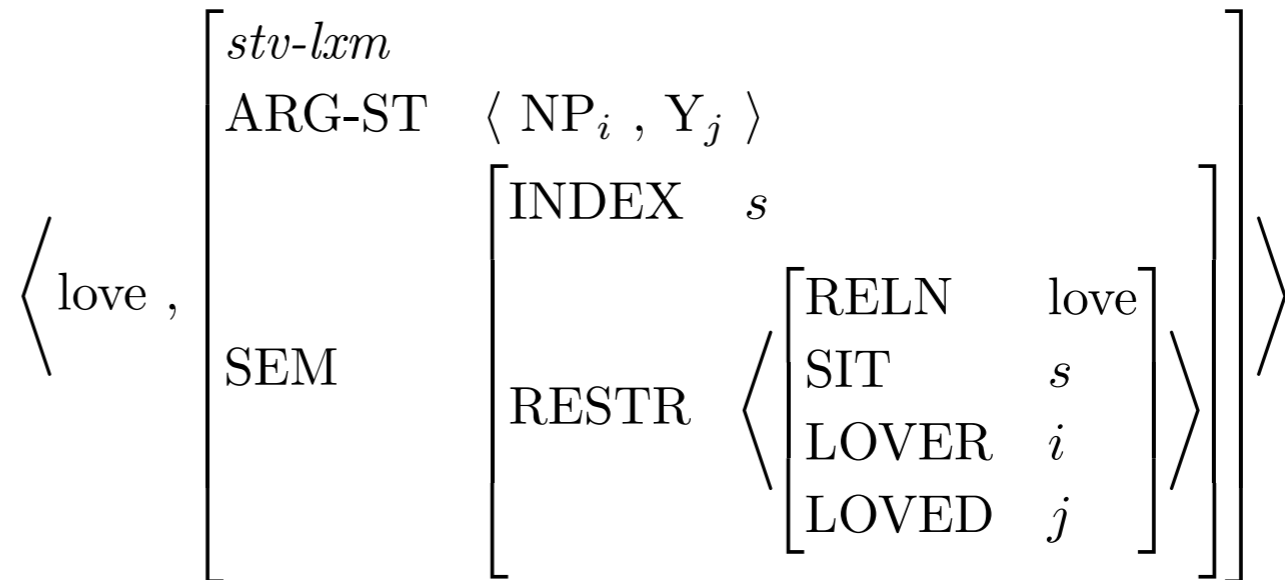 stv-lxm
ARG-ST ⟨ NP_i , Y_j ⟩
INDEX s
⟨ love ,
SEM
RESTR
RELN love
SIT s
LOVER i
LOVED j
⟩